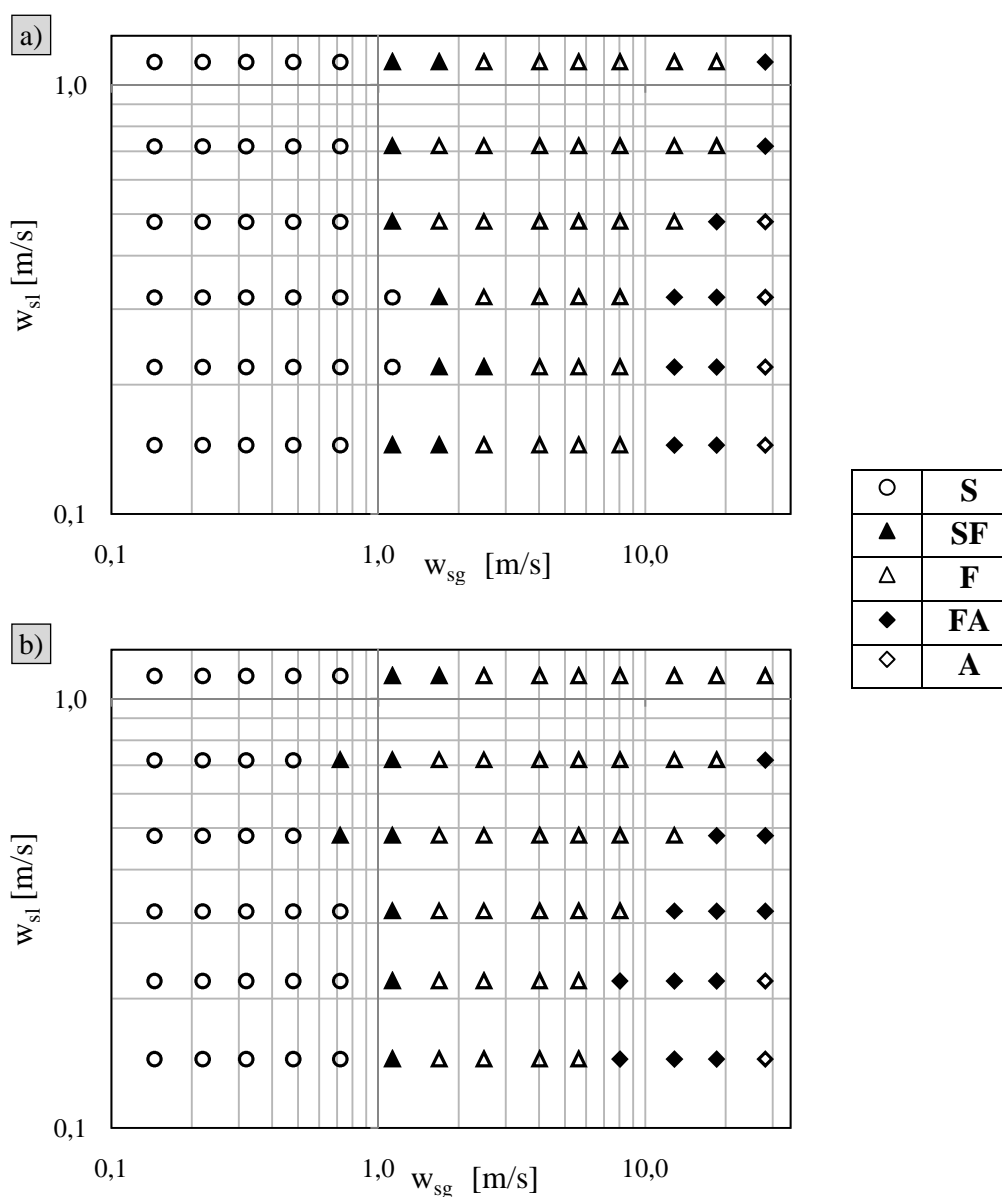 a)
1,0
w_sl [m/s]
0,1
0,1 1,0 10,0
w_sg [m/s]
S
SF
F
FA
A
b)
1,0
w_sl [m/s]
0,1
0,1 1,0 10,0
w_sg [m/s]